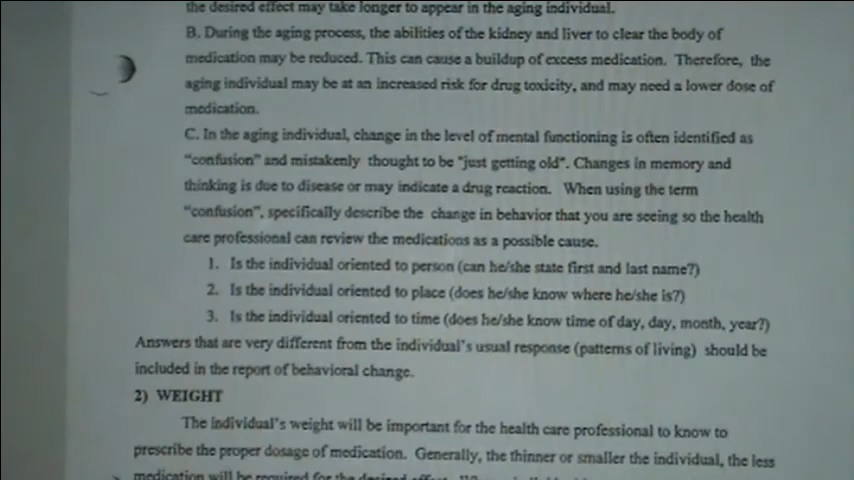 the desired effect may take longer to appear in the aging individual.
B. During the aging process, the abilities of the kidney and liver to clear the body of
medication may be reduced. This can cause a buildup of excess medication. Therefore, the
aging individual may be at an increased risk for drug toxicity, and may need a lower dose of
medication.
C. In the aging individual, change in the level of mental functioning is often identified as
"confusion" and mistakenly thought to be "just getting old". Changes in memory and
thinking is due to disease or may indicate a drug reaction. When using the term
"confusion", specifically describe the change in behavior that you are seeing so the health
care professional can review the medications as a possible cause.
1. Is the individual oriented to person (can he/she state first and last name?)
2. Is the individual oriented to place (does he/she know where he/she is?)
3. Is the individual oriented to time (does he/she know time of day, day, month, year?)
Answers that are very different from the individual's usual response (patterns of living) should be
included in the report of behavioral change.
2) WEIGHT
The individual's weight will be important for the health care professional to know to
prescribe the proper dosage of medication. Generally, the thinner or smaller the individual, the less
medication will be required for the desired effect.